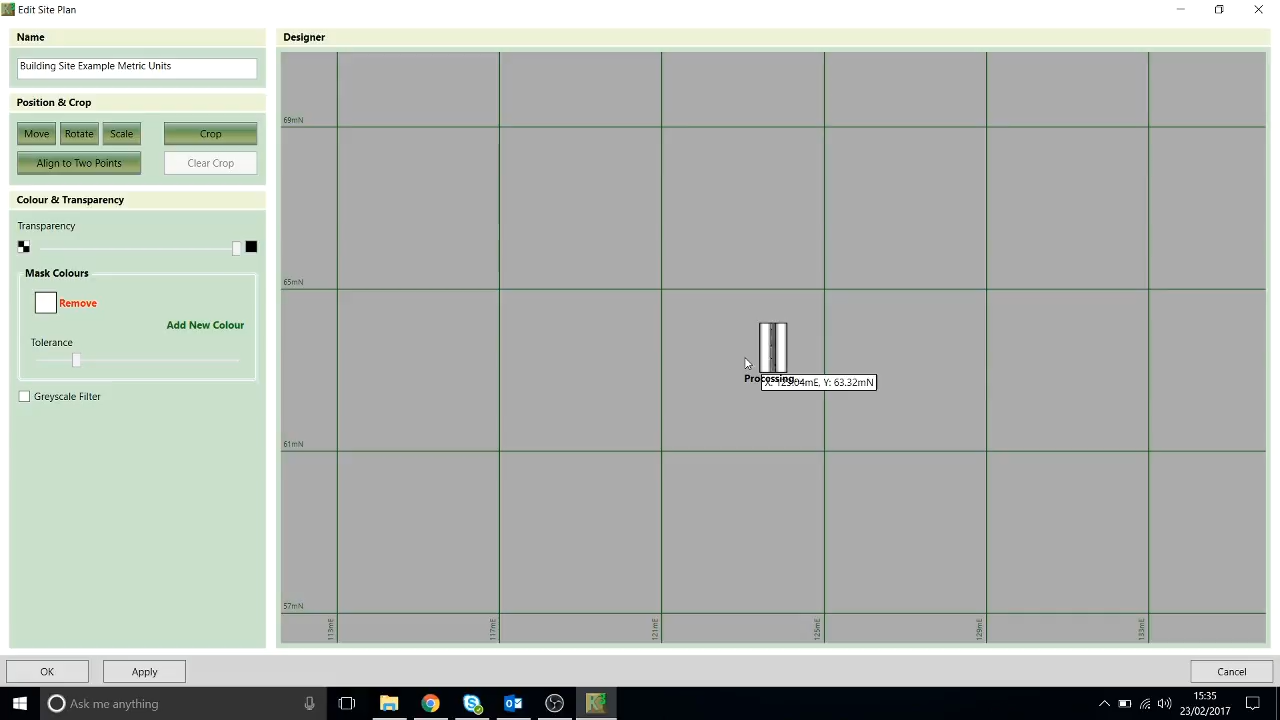 Edit Site Plan
Name
Building Site Example Metric Units
Position & Crop
Move
Rotate
Scale
Crop
Align to Two Points
Clear Crop
Colour & Transparency
Transparency
Mask Colours
Remove
Add New Colour
Tolerance
Greyscale Filter
Designer
69mN
65mN
61mN
57mN
113mE
117mE
121mE
125mE
129mE
133mE
Processing
Y: 63.32mN
OK
Apply
Cancel
Ask me anything
15:35
23/02/2017